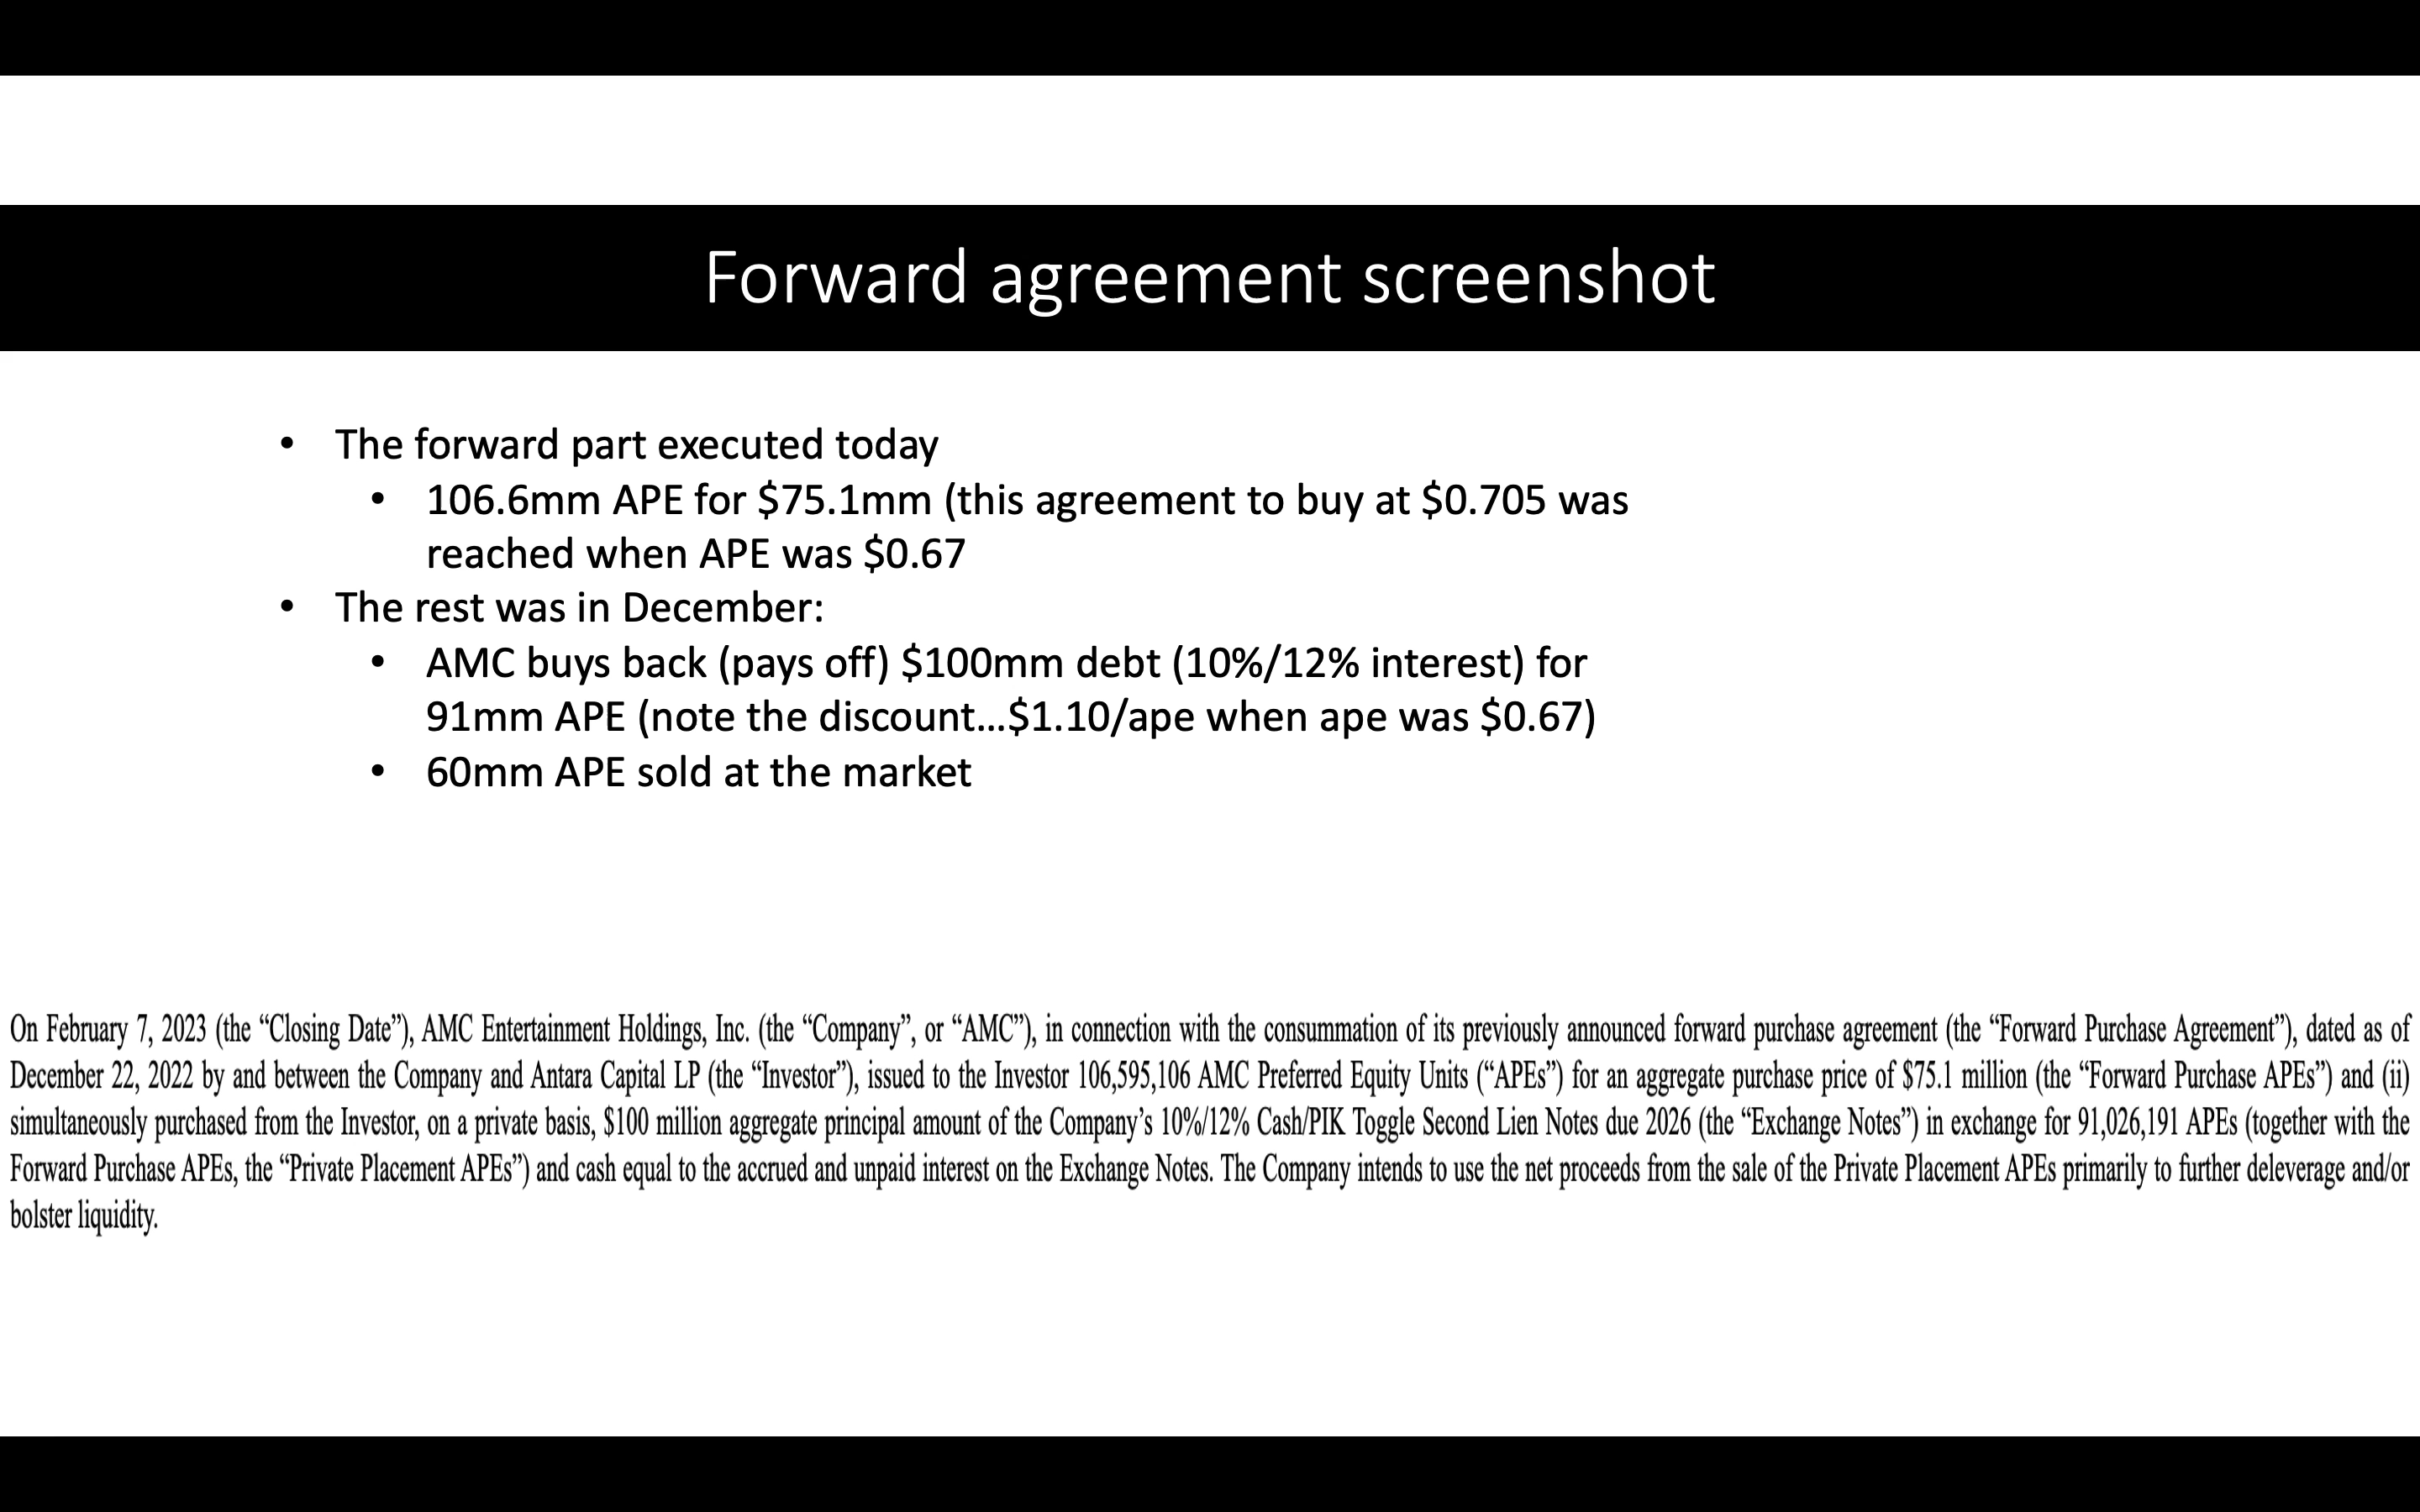 Forward agreement screenshot
• The forward part executed today
• 106.6mm APE for $75.1mm (this agreement to buy at $0.705 was
reached when APE was $0.67
• The rest was in December:
• AMC buys back (pays off) $100mm debt (10%/12% interest) for
91mm APE (note the discount...$1.10/ape when ape was $0.67)
• 60mm APE sold at the market
On February 7, 2023 (the “Closing Date”), AMC Entertainment Holdings, Inc. (the “Company”, or “AMC”), in connection with the consummation of its previously announced forward purchase agreement (the “Forward Purchase Agreement”), dated as of
December 22, 2022 by and between the Company and Antara Capital LP (the “Investor”), issued to the Investor 106,595,106 AMC Preferred Equity Units (“APEs”) for an aggregate purchase price of $75.1 million (the “Forward Purchase APEs”) and (ii)
simultaneously purchased from the Investor, on a private basis, $100 million aggregate principal amount of the Company’s 10%/12% Cash/PIK Toggle Second Lien Notes due 2026 (the “Exchange Notes”) in exchange for 91,026,191 APEs (together with the
Forward Purchase APEs, the “Private Placement APEs”) and cash equal to the accrued and unpaid interest on the Exchange Notes. The Company intends to use the net proceeds from the sale of the Private Placement APEs primarily to further deleverage and/or
bolster liquidity.